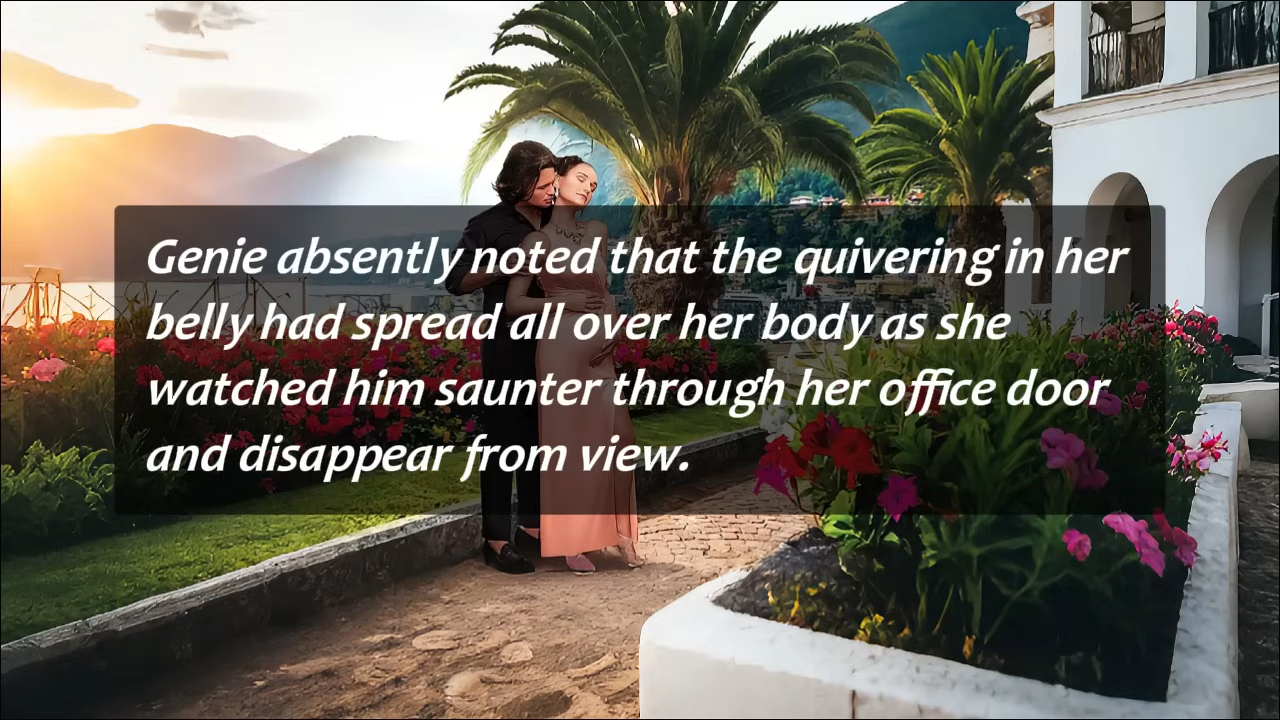 Genie absently noted that the quivering in her
belly had spread all over her body as she
watched him saunter through her office door
and disappear from view.